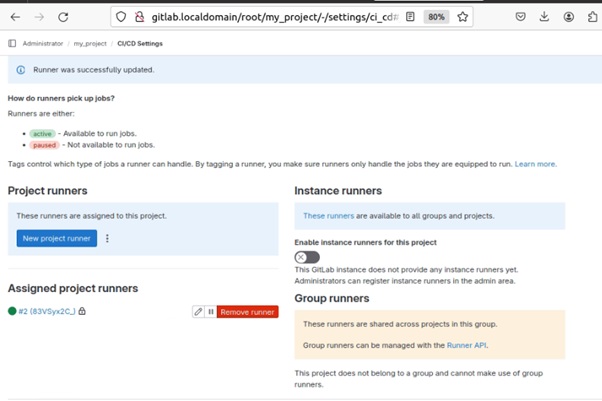 gitlab.localdomain/root/my_project/-/settings/ci_cd#
80%
Administrator / my_project / CI/CD Settings
Runner was successfully updated.
How do runners pick up jobs?
Runners are either:
active - Available to run jobs.
paused - Not available to run jobs.
Tags control which type of jobs a runner can handle. By tagging a runner, you make sure runners only handle the jobs they are equipped to run. Learn more.
Project runners
These runners are assigned to this project.
New project runner
Assigned project runners
#2 (83VSyx2C_)
Remove runner
Instance runners
These runners are available to all groups and projects.
Enable instance runners for this project
This GitLab instance does not provide any instance runners yet.
Administrators can register instance runners in the admin area.
Group runners
These runners are shared across projects in this group.
Group runners can be managed with the Runner API.
This project does not belong to a group and cannot make use of group
runners.